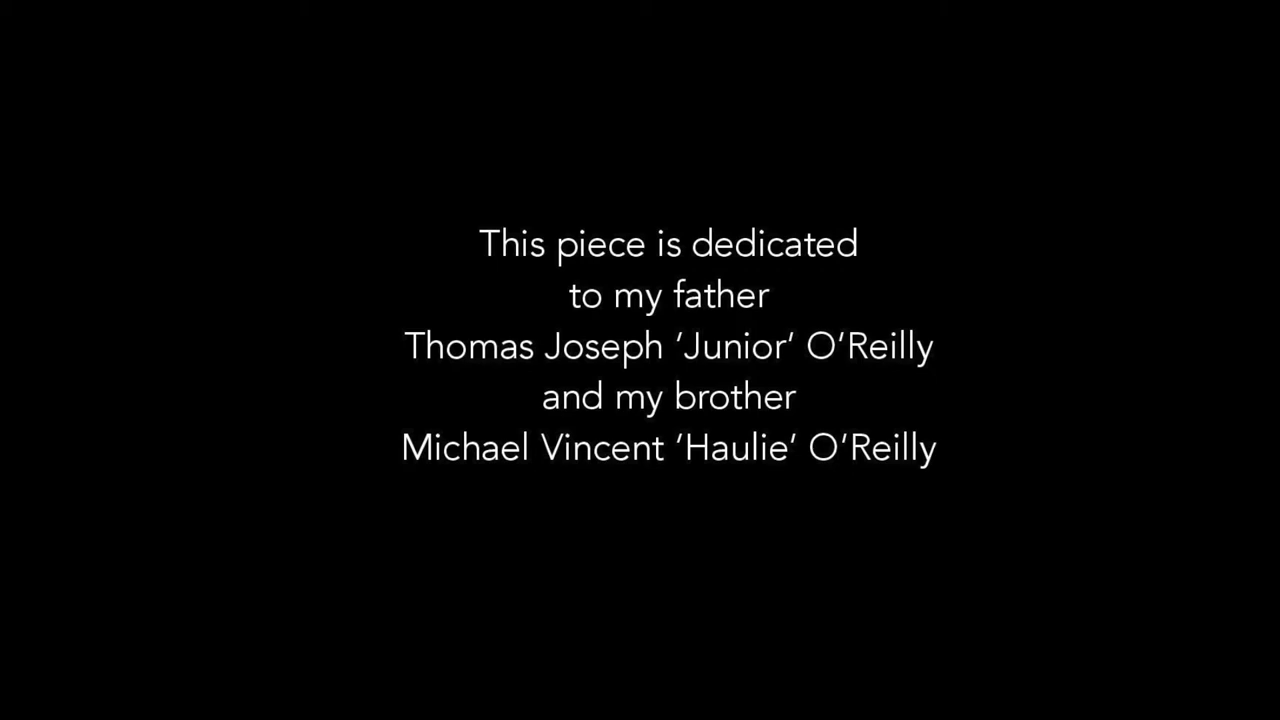 This piece is dedicated
to my father
Thomas Joseph ‘Junior’ O’Reilly
and my brother
Michael Vincent ‘Haulie’ O’Reilly